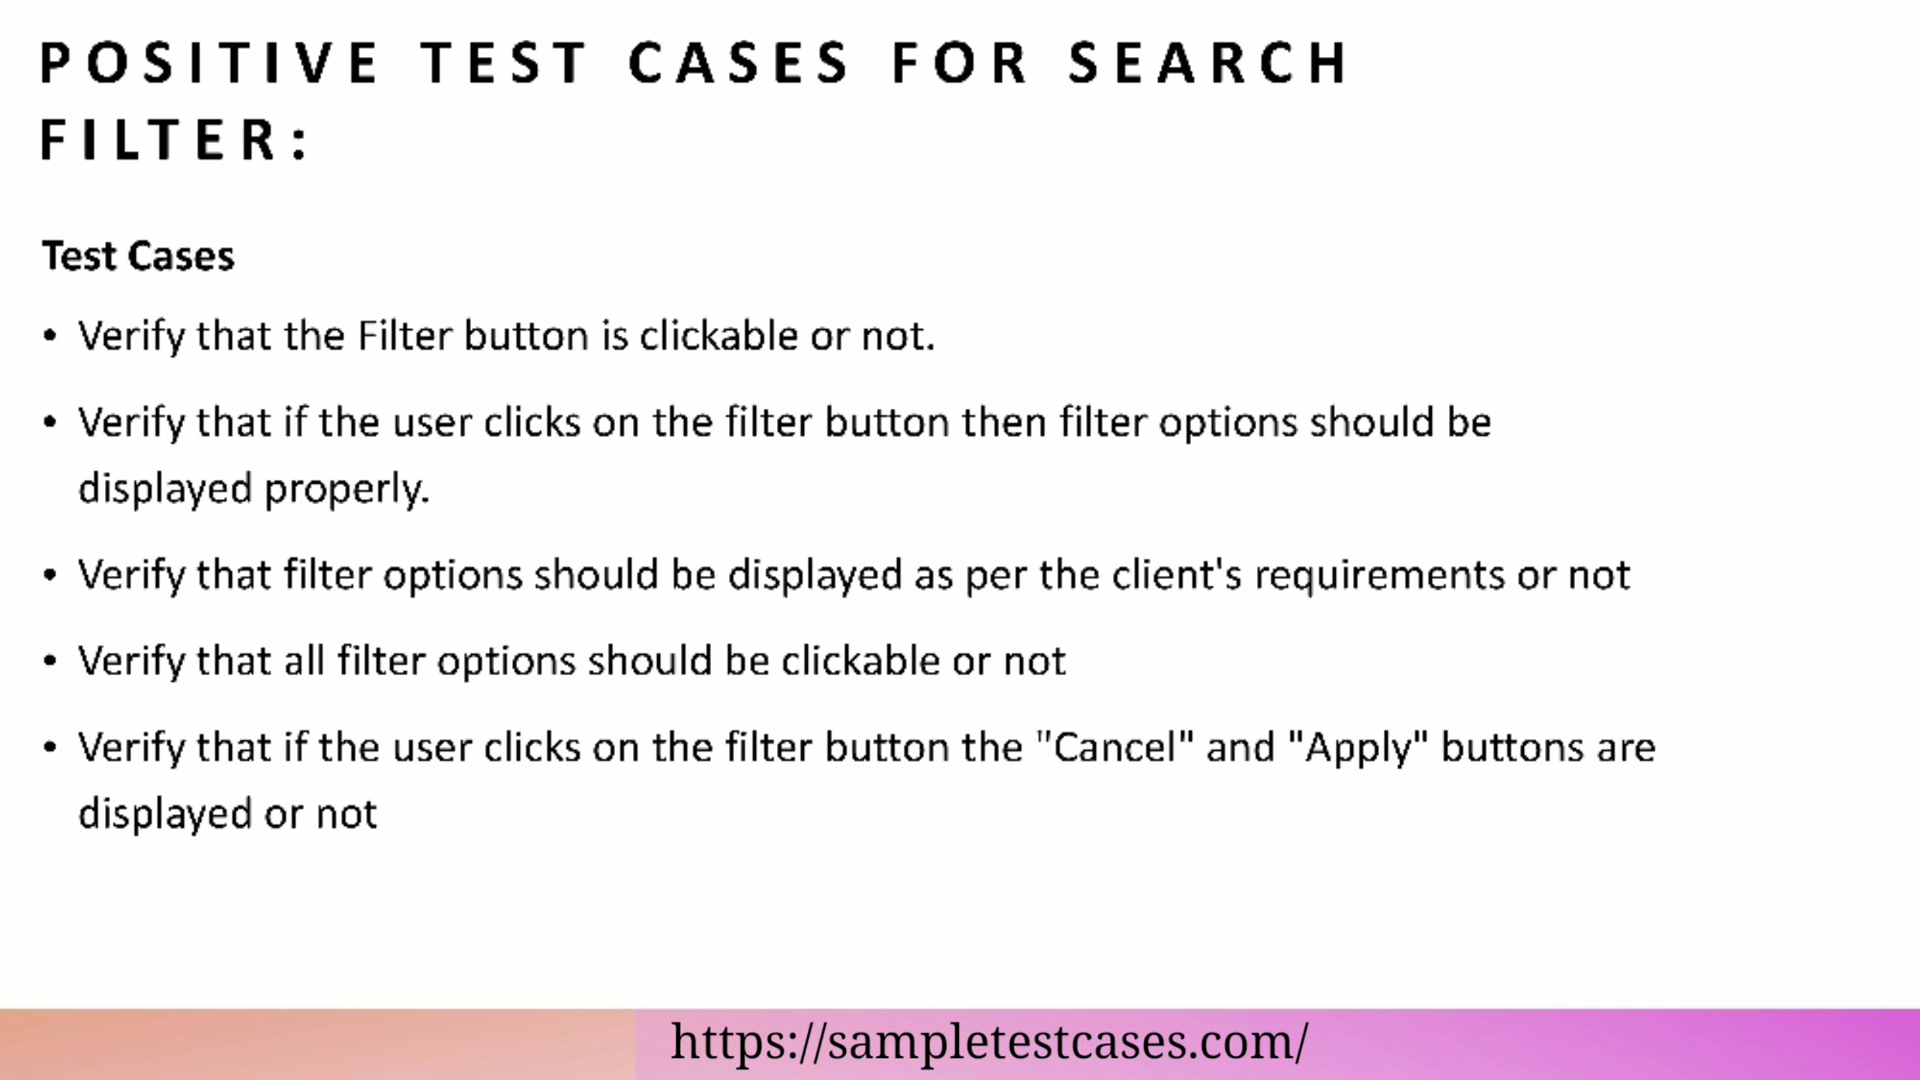 POSITIVE TEST CASES FOR SEARCH
FILTER:
Test Cases
• Verify that the Filter button is clickable or not.
• Verify that if the user clicks on the filter button then filter options should be
displayed properly.
• Verify that filter options should be displayed as per the client's requirements or not
• Verify that all filter options should be clickable or not
• Verify that if the user clicks on the filter button the "Cancel" and "Apply" buttons are
displayed or not
https://sampletestcases.com/